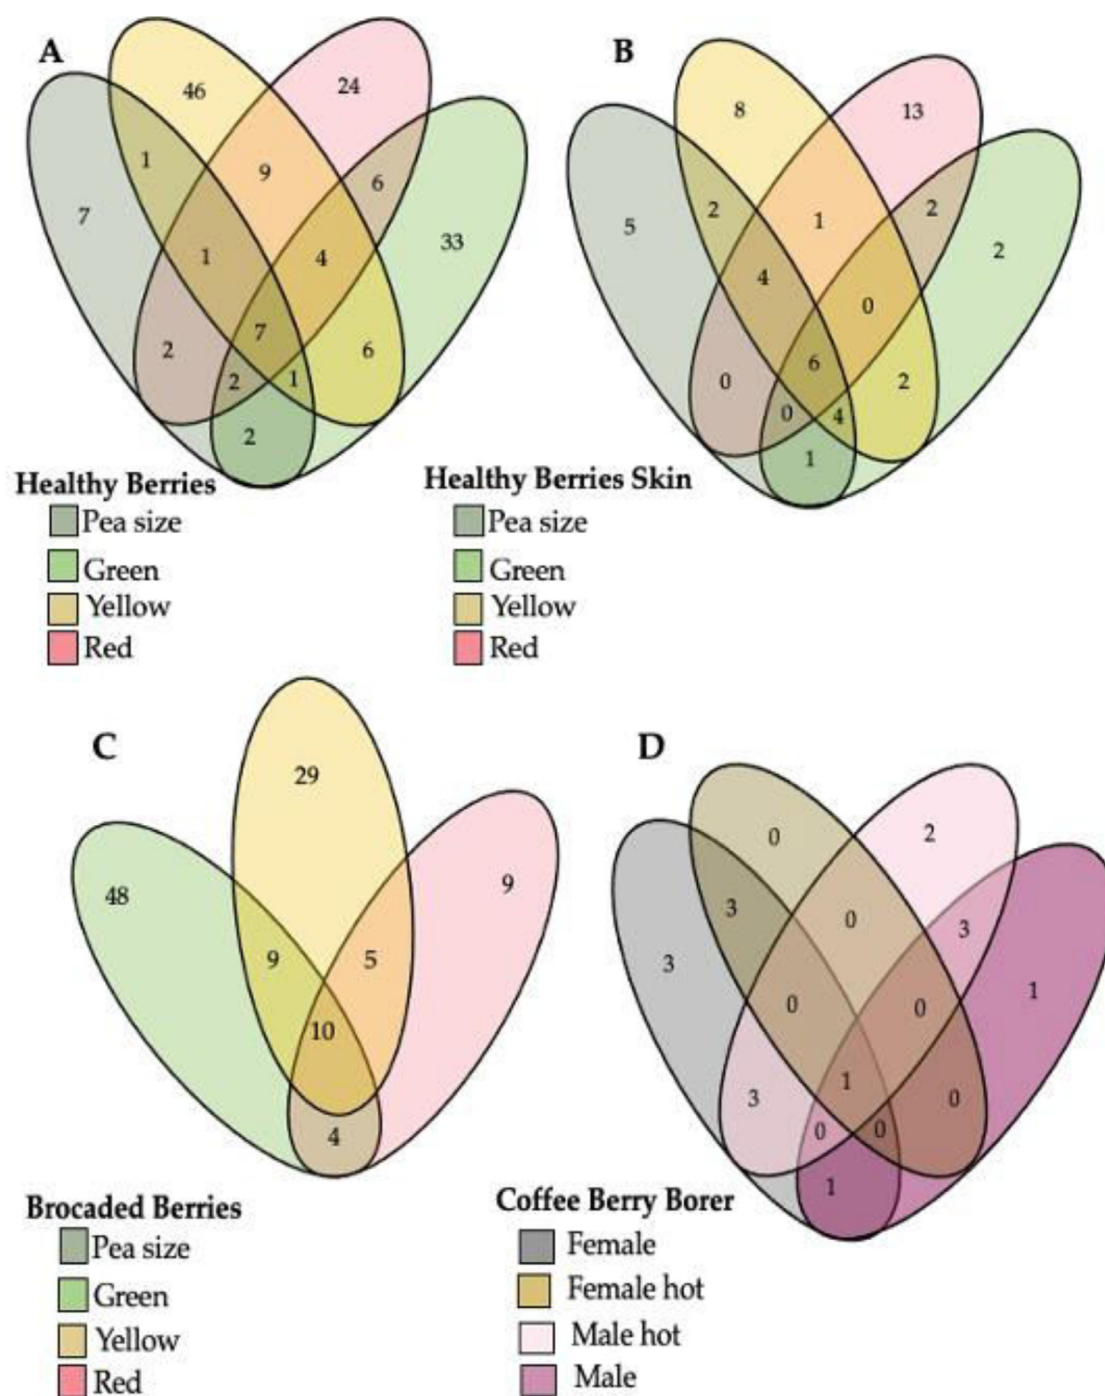 A
46
24
1
9
6
7
33
1
4
7
2
6
2
1
2
Healthy Berries
Pea size
Green
Yellow
Red
B
8
13
5
2
1
2
2
4
0
6
0
2
0
4
1
Healthy Berries Skin
Pea size
Green
Yellow
Red
C
29
48
9
9
5
10
4
Brocaded Berries
Pea size
Green
Yellow
Red
D
0
2
3
0
3
3
1
0
0
1
3
0
0
0
1
Coffee Berry Borer
Female
Female hot
Male hot
Male